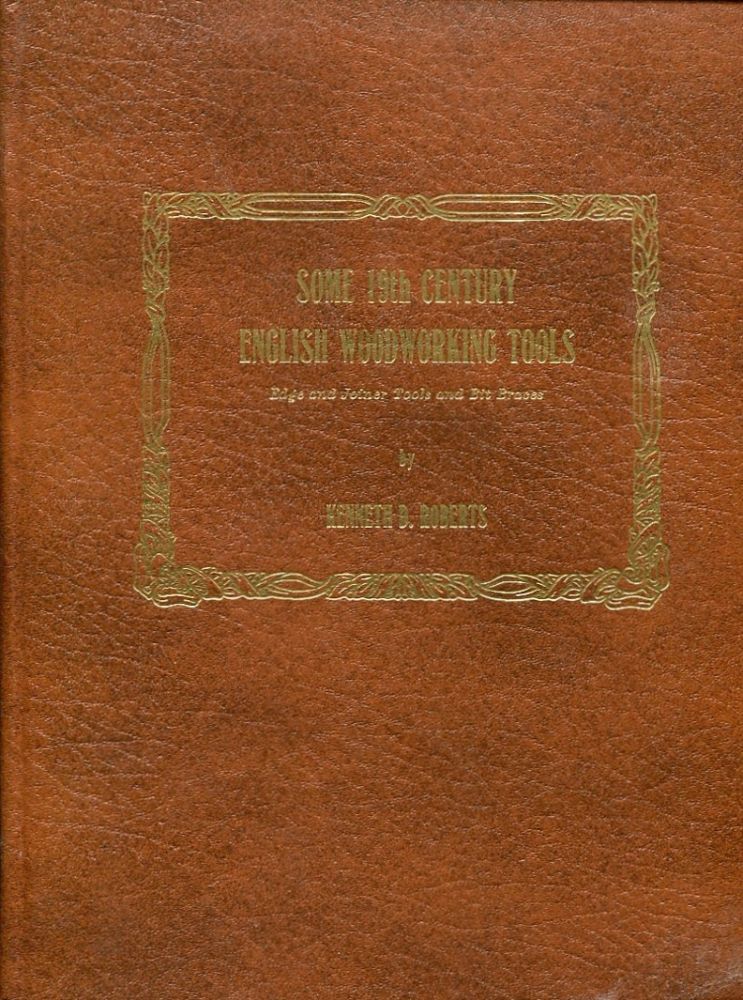 SOME 19th CENTURY
ENGLISH WOODWORKING TOOLS
Edge and Joiner Tools and Bit Braces
by
KENNETH D. ROBERTS